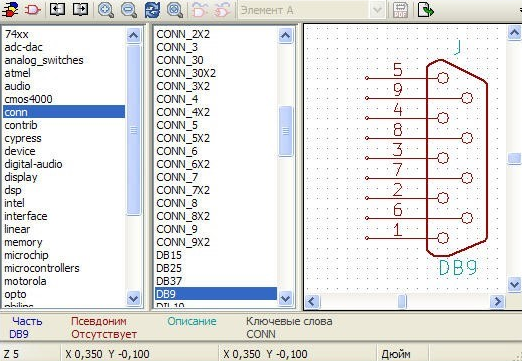 Элемент A
74xx
adc-dac
analog_switches
atmel
audio
cmos4000
conn
contrib
cypress
device
digital-audio
display
dsp
intel
interface
linear
memory
microchip
microcontrollers
motorola
opto
philips
CONN_2X2
CONN_3
CONN_30
CONN_30X2
CONN_3X2
CONN_4
CONN_4X2
CONN_5
CONN_5X2
CONN_6
CONN_6X2
CONN_7
CONN_7X2
CONN_8
CONN_8X2
CONN_9
CONN_9X2
DB15
DB25
DB37
DB9
DIL10
J
5
9
4
8
3
7
2
6
1
DB9
Часть Псевдоним Описание Ключевые слова
DB9 Отсутствует CONN
Z 5 X 0,350 Y -0,100 X 0,350 Y -0,100 Дюйм